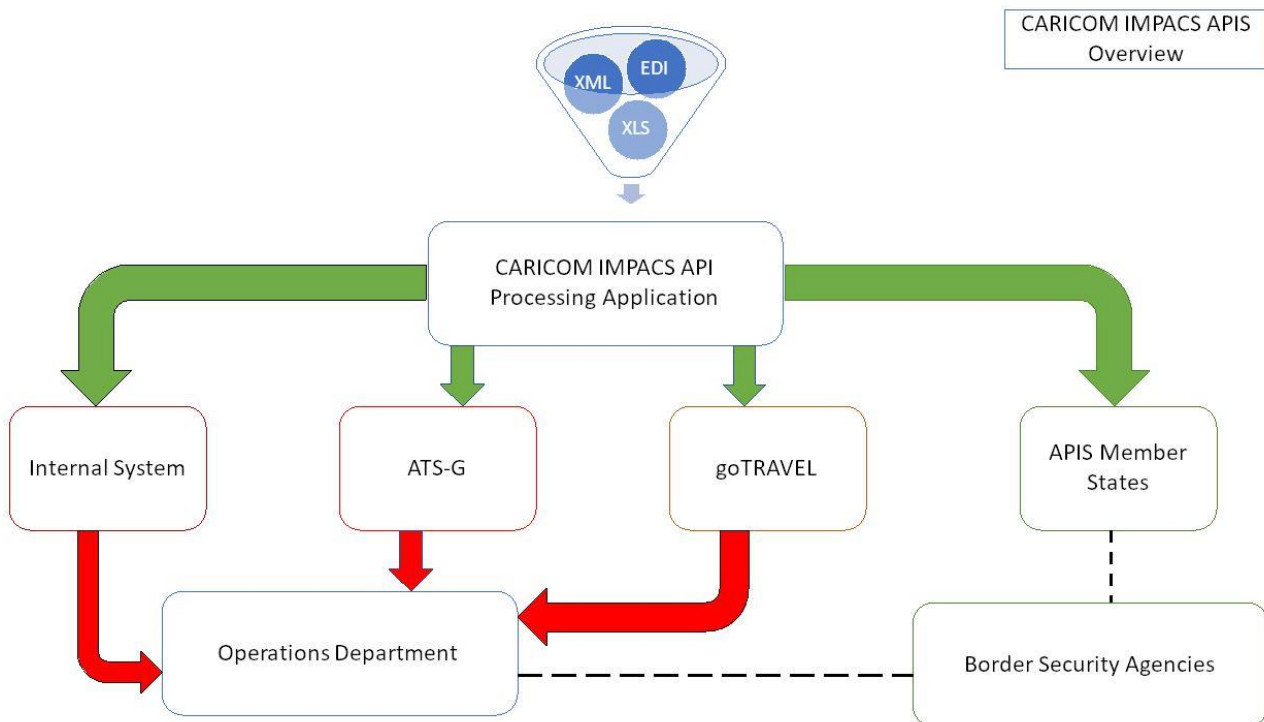 CARICOM IMPACS APIS
Overview
XML
EDI
XLS
CARICOM IMPACS API
Processing Application
Internal System
ATS-G
goTRAVEL
APIS Member
States
Operations Department
Border Security Agencies